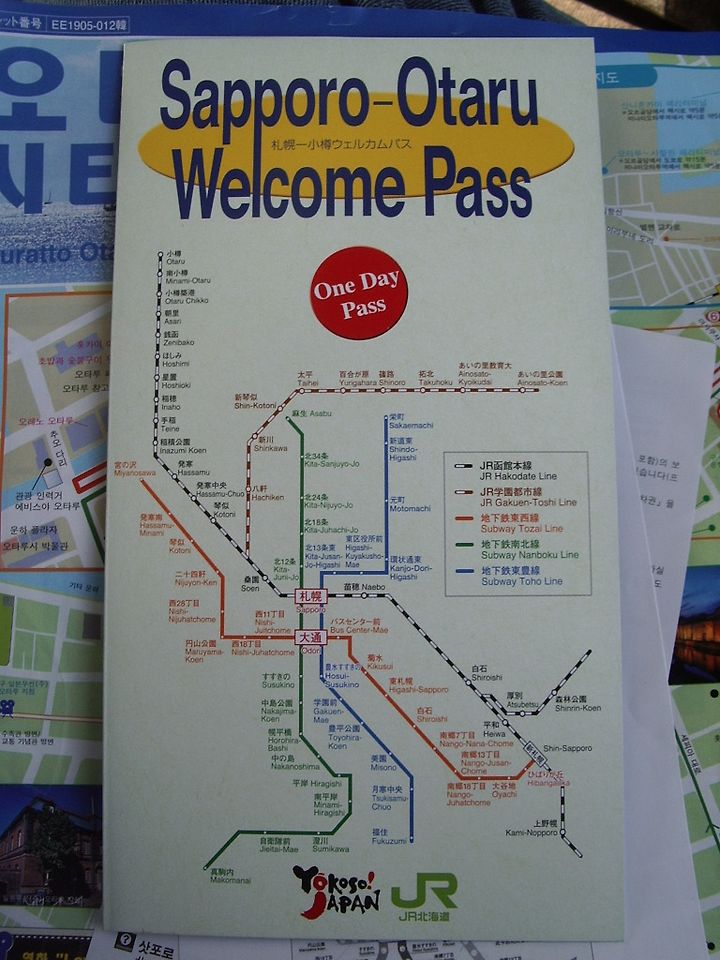 EE1905-012韓
Sapporo-Otaru
札幌ー小樽ウェルカムパス
Welcome Pass
One Day
Pass
小樽
Otaru
南小樽
Minami-Otaru
小樽築港
Otaru Chikko
朝里
Asari
銭函
Zenibako
ほしみ
Hoshimi
星置
Hoshioki
稲穂
Inaho
手稲
Teine
稲積公園
Inazumi Koen
発寒
Hassamu
発寒中央
Hassamu-Chuo
琴似
Kotoni
桑園
Soen
太平
Taihei
百合が原
Yurigahara
篠路
Shinoro
拓北
Takuhoku
あいの里教育大
Ainosato-
Kyoikudai
あいの里公園
Ainosato-Koen
新琴似
Shin-Kotoni
新川
Shinkawa
八軒
Hachiken
麻生 Asabu
北34条
Kita-Sanjuyo-Jo
北24条
Kita-Nijuyo-Jo
北18条
Kita-Juhachi-Jo
北13条東
Kita-Jusan-
Jo-Higashi
北12条
Kita-
Juni-Jo
栄町
Sakaemachi
新道東
Shindo-
Higashi
元町
Motomachi
東区役所前
Higashi-
Kuyakusho-
Mae
環状通東
Kanjo-Dori-
Higashi
宮の沢
Miyanosawa
発寒南
Hassamu-
Minami
琴似
Kotoni
二十四軒
Nijuyon-Ken
西28丁目
Nishi-
Nijuhatchome
円山公園
Maruyama-
Koen
西18丁目
Nishi-Juhatchome
西11丁目
Nishi-
Juitchome
札幌
Sapporo
大通
Odori
苗穂 Naebo
バスセンター前
Bus Center-Mae
菊水
Kikusui
東札幌
Higashi-Sapporo
白石
Shiroishi
南郷7丁目
Nango-Nana-Chome
南郷13丁目
Nango-Jusan-
Chome
南郷18丁目
Nango-
Juhatchome
大谷地
Oyachi
ひばりが丘
Hibarigaoka
新札幌
Shin-Sapporo
白石
Shiroishi
厚別
Atsubetsu
森林公園
Shinrin-Koen
平和
Heiwa
上野幌
Kami-Nopporo
すすきの
Susukino
中島公園
Nakajima-
Koen
幌平橋
Horohira-
Bashi
中の島
Nakanoshima
平岸 Hiragishi
南平岸
Minami-
Hiragishi
澄川
Sumikawa
自衛隊前
Jieitai-Mae
真駒内
Makomanai
豊水すすきの
Hosui-
Susukino
学園前
Gakuen-
Mae
豊平公園
Toyohira-
Koen
美園
Misono
月寒中央
Tsukisamu-
Chuo
福住
Fukuzumi
JR函館本線
JR Hakodate Line
JR学園都市線
JR Gakuen-Toshi Line
地下鉄東西線
Subway Tozai Line
地下鉄南北線
Subway Nanboku Line
地下鉄東豊線
Subway Toho Line
YOKOSO!
JAPAN
JR
JR北海道